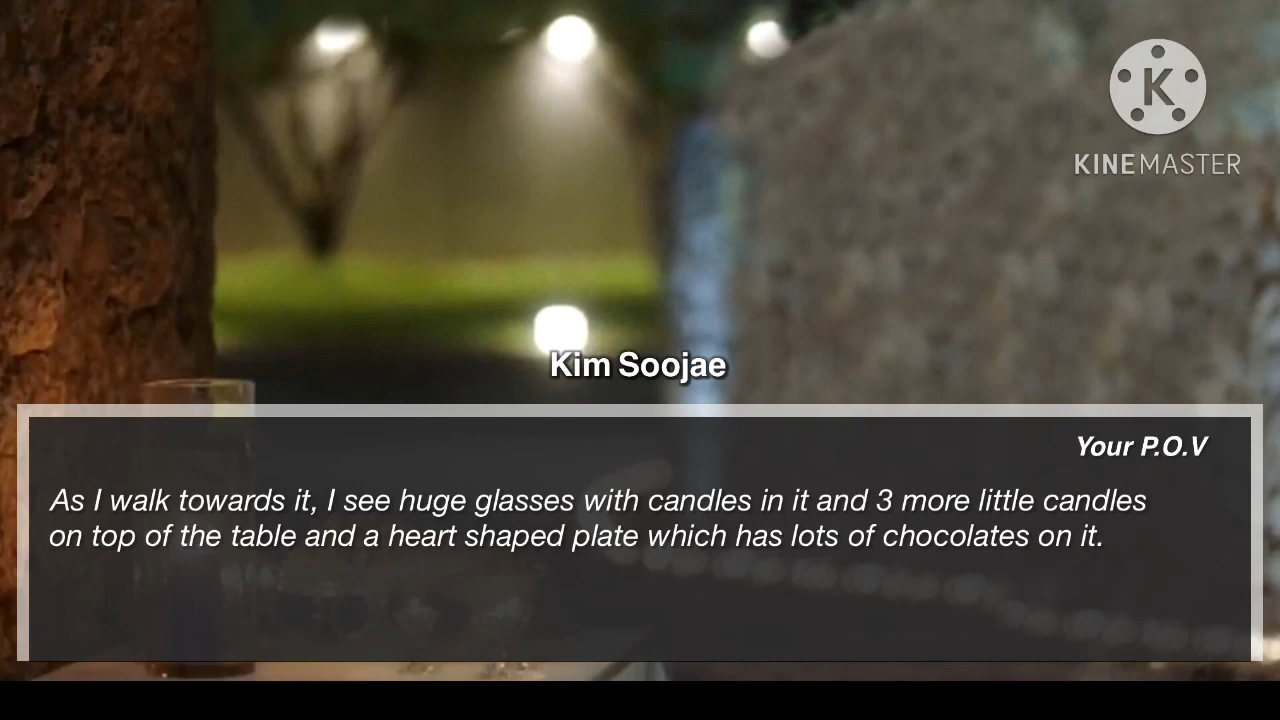 K
KINEMASTER
Kim Soojae
Your P.O.V
As I walk towards it, I see huge glasses with candles in it and 3 more little candles
on top of the table and a heart shaped plate which has lots of chocolates on it.